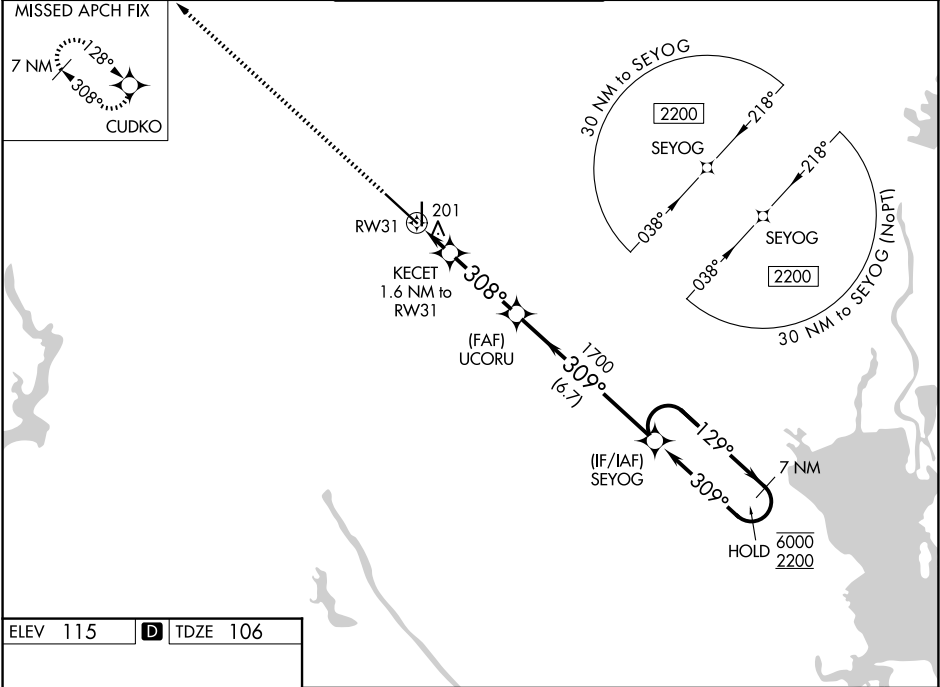 MISSED APCH FIX
7 NM
128°
308°
CUDKO
30 NM to SEYOG
2200
SEYOG
218°
038°
218°
038°
SEYOG
2200
30 NM to SEYOG (NoPT)
RW31
201
KECET
1.6 NM to
RW31
308°
(FAF)
UCORU
1700
309°
(6.7)
(IF/IAF)
SEYOG
129°
309°
7 NM
HOLD
6000
2200
ELEV 115 D TDZE 106